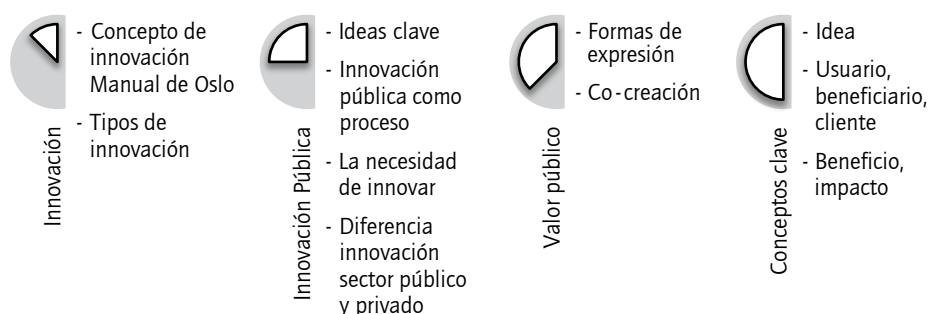 Innovación
- Concepto de
innovación
Manual de Oslo
- Tipos de
innovación
Innovación Pública
- Ideas clave
- Innovación
pública como
proceso
- La necesidad
de innovar
- Diferencia
innovación
sector público
y privado
Valor público
- Formas de
expresión
- Co-creación
Conceptos clave
- Idea
- Usuario,
beneficiario,
cliente
- Beneficio,
impacto